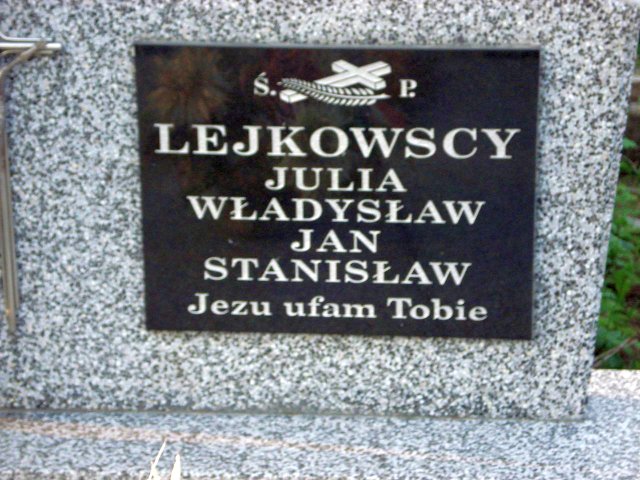 Ś. P.
LEJKOWSCY
JULIA
WŁADYSŁAW
JAN
STANISŁAW
Jezu ufam Tobie